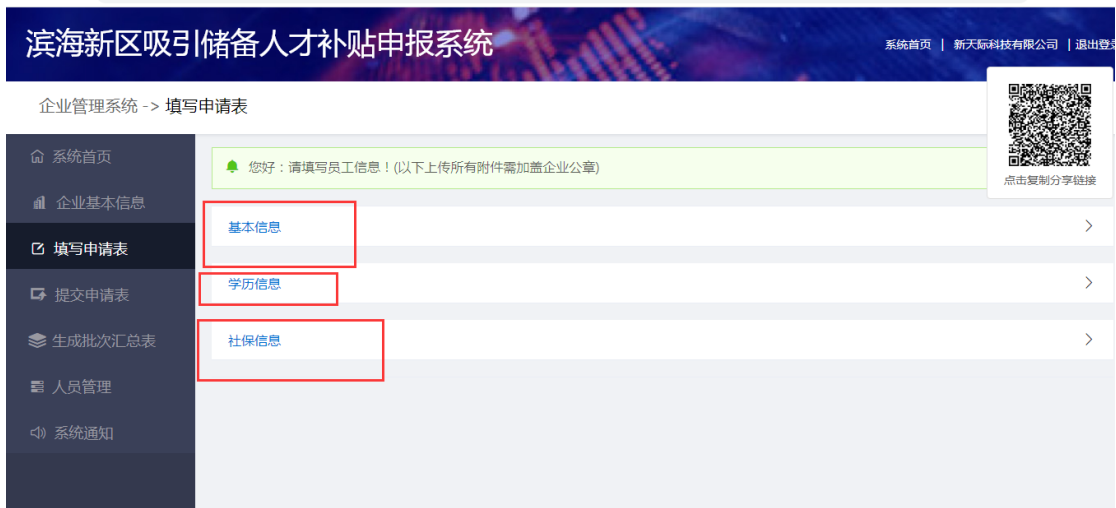 滨海新区吸引储备人才补贴申报系统
系统首页 | 新天际科技有限公司 | 退出登录
企业管理系统 -> 填写申请表
点击复制分享链接
系统首页
企业基本信息
填写申请表
提交申请表
生成批次汇总表
人员管理
系统通知
您好：请填写员工信息！(以下上传所有附件需加盖企业公章)
基本信息
学历信息
社保信息